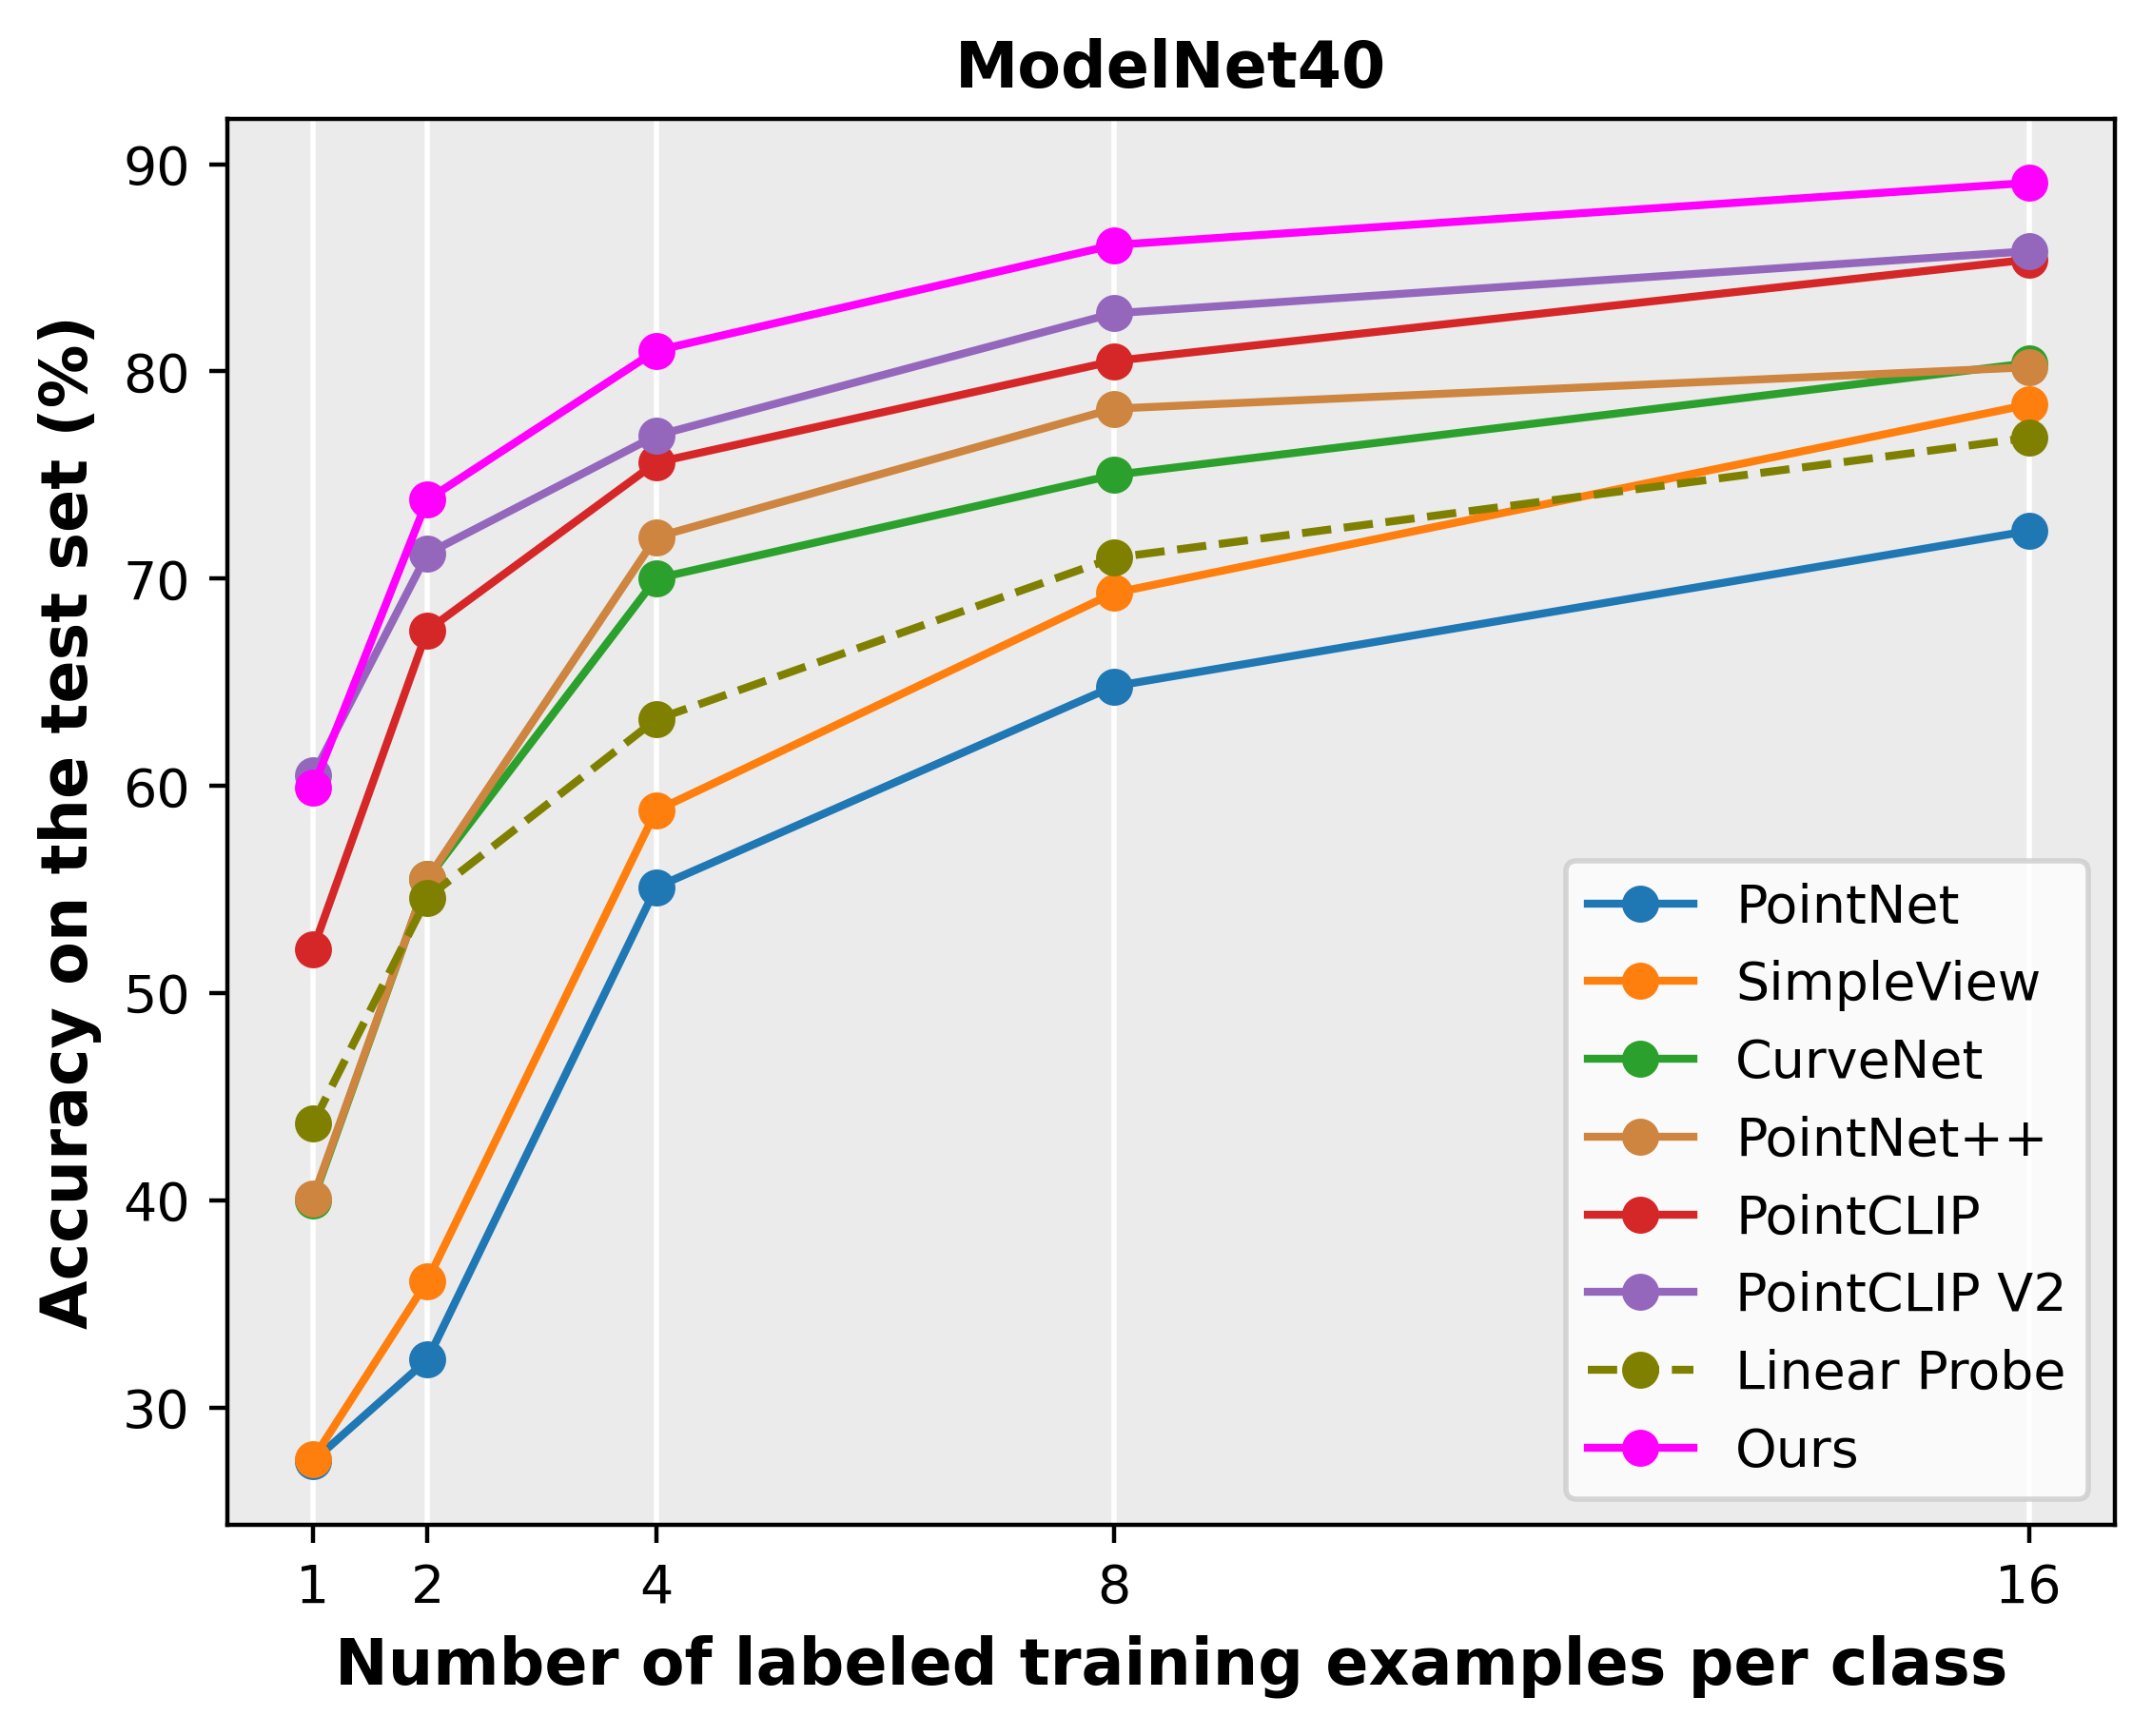 ModelNet40
Accuracy on the test set (%)
90
80
70
60
50
40
30
PointNet
SimpleView
CurveNet
PointNet++
PointCLIP
PointCLIP V2
Linear Probe
Ours
1 2 4 8 16
Number of labeled training examples per class